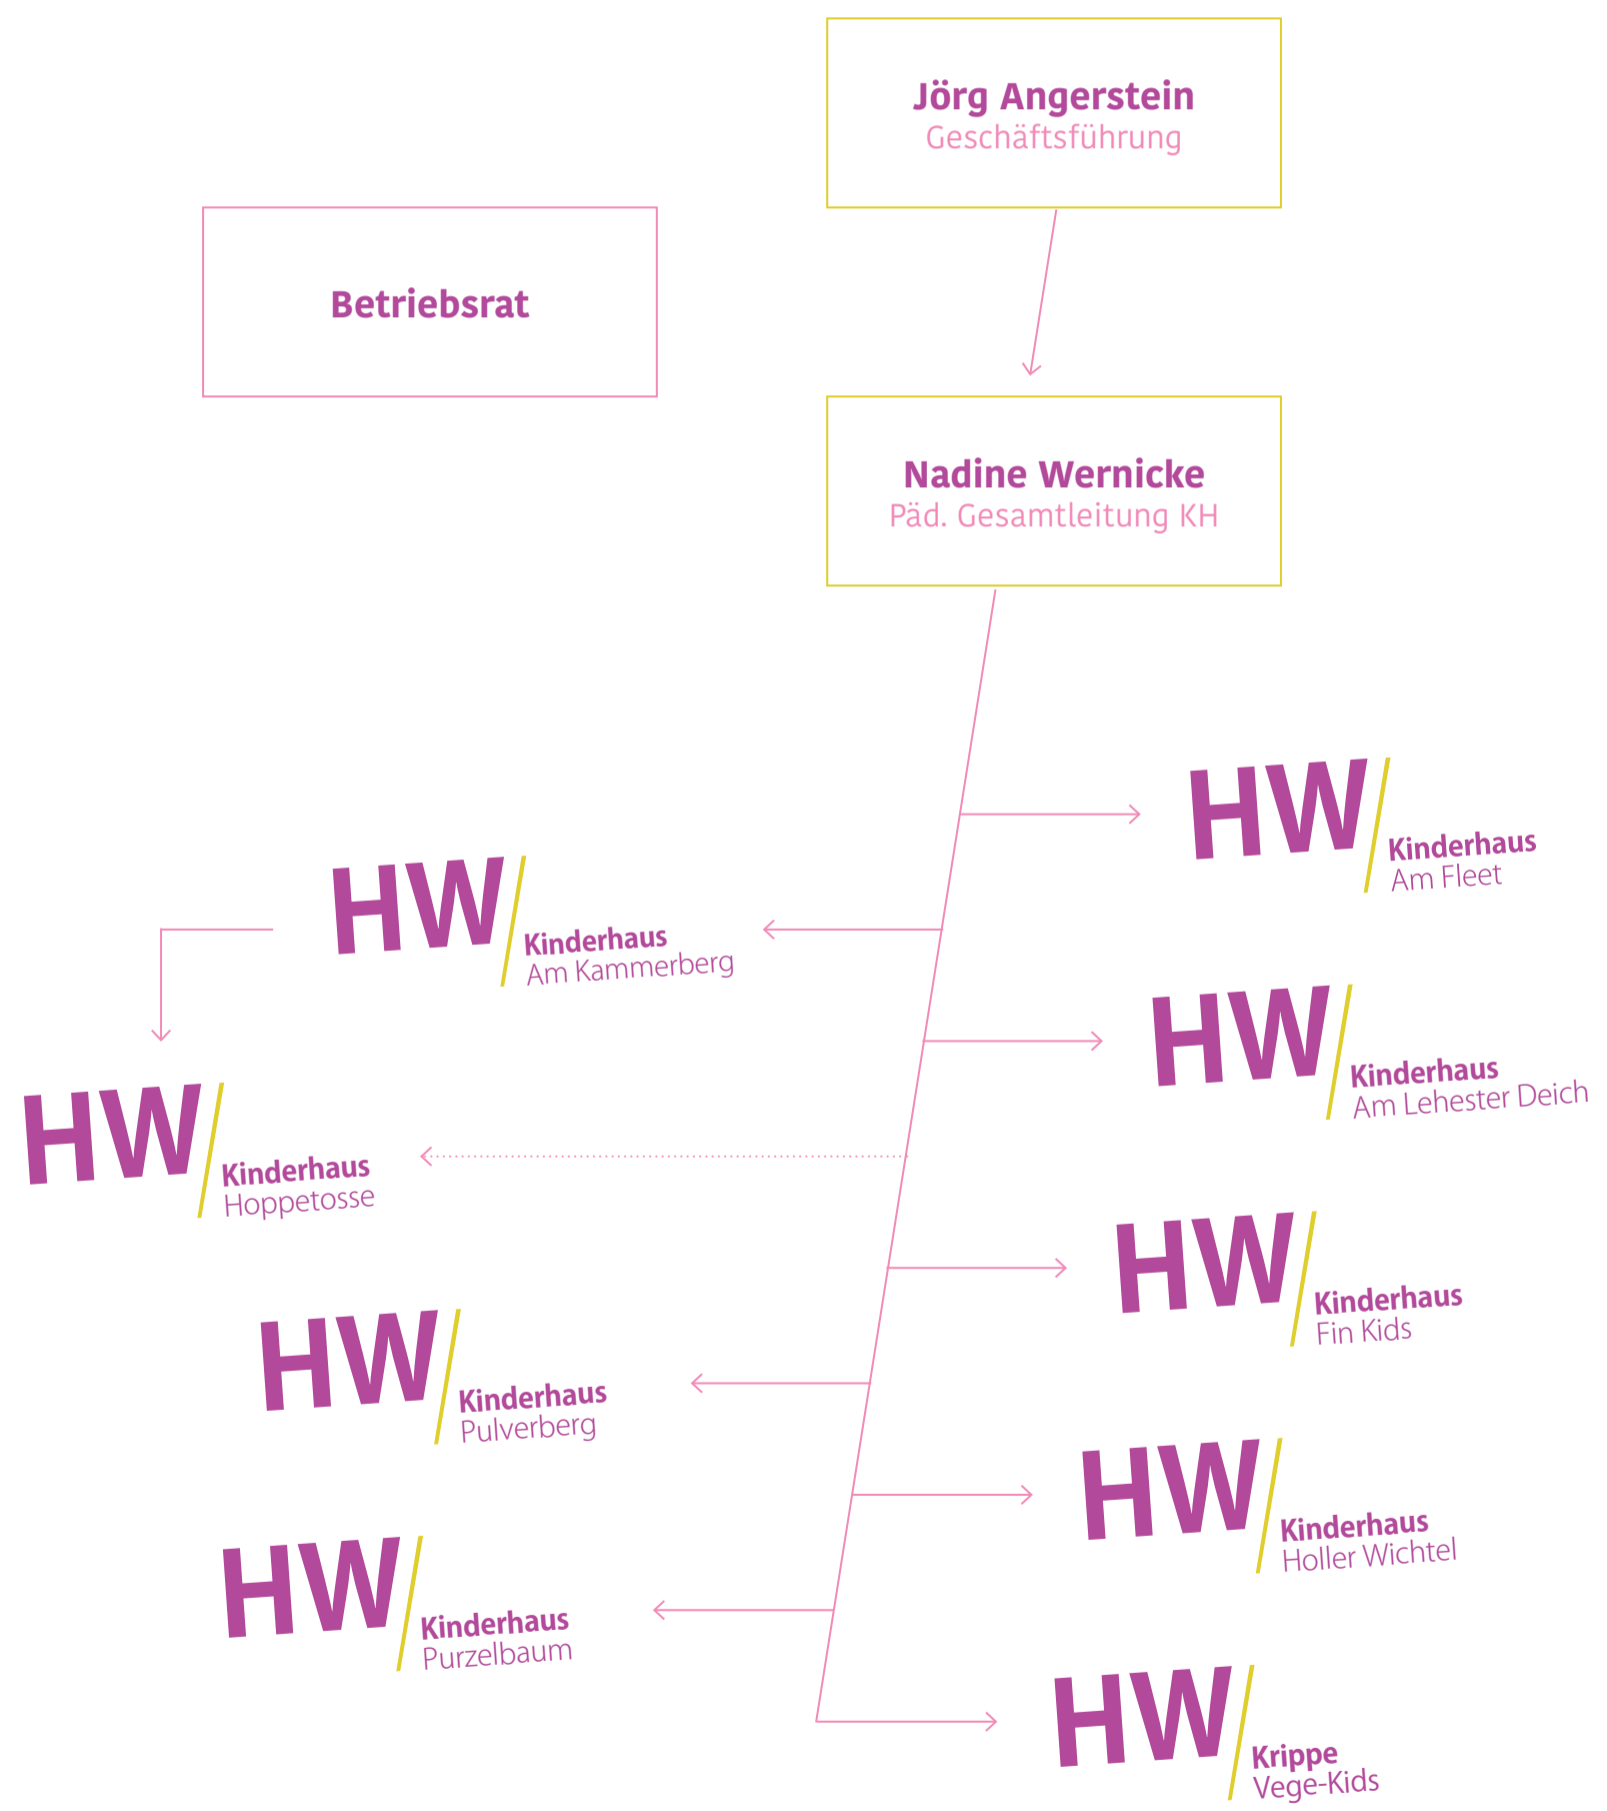 Jörg Angerstein
Geschäftsführung
Betriebsrat
Nadine Wernicke
Päd. Gesamtleitung KH
HW/
Kinderhaus
Am Fleet
HW/
Kinderhaus
Am Kammerberg
HW/
Kinderhaus
Am Lehester Deich
HW/
Kinderhaus
Hoppetosse
HW/
Kinderhaus
Fin Kids
HW/
Kinderhaus
Pulverberg
HW/
Kinderhaus
Holler Wichtel
HW/
Kinderhaus
Purzelbaum
HW/
Krippe
Vege-Kids